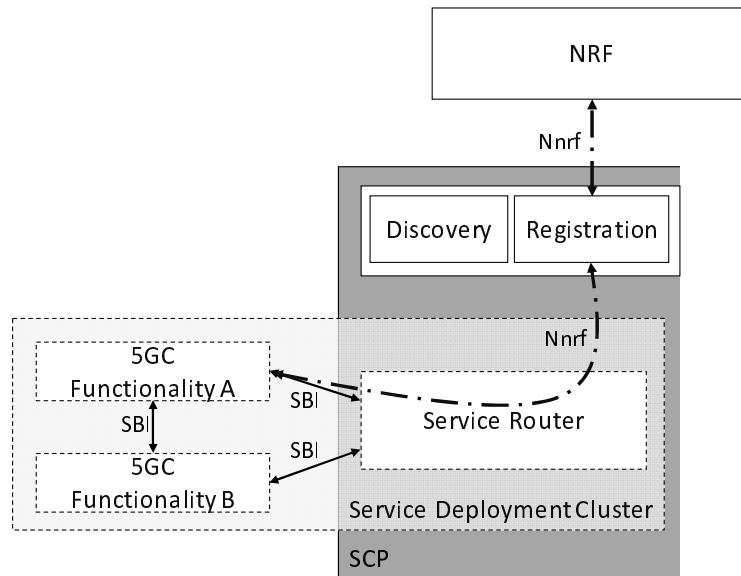 NRF
Nnrf
Discovery
Registration
Nnrf
5GC
Functionality A
SBI
Service Router
SBI
SBI
5GC
Functionality B
Service Deployment Cluster
SCP